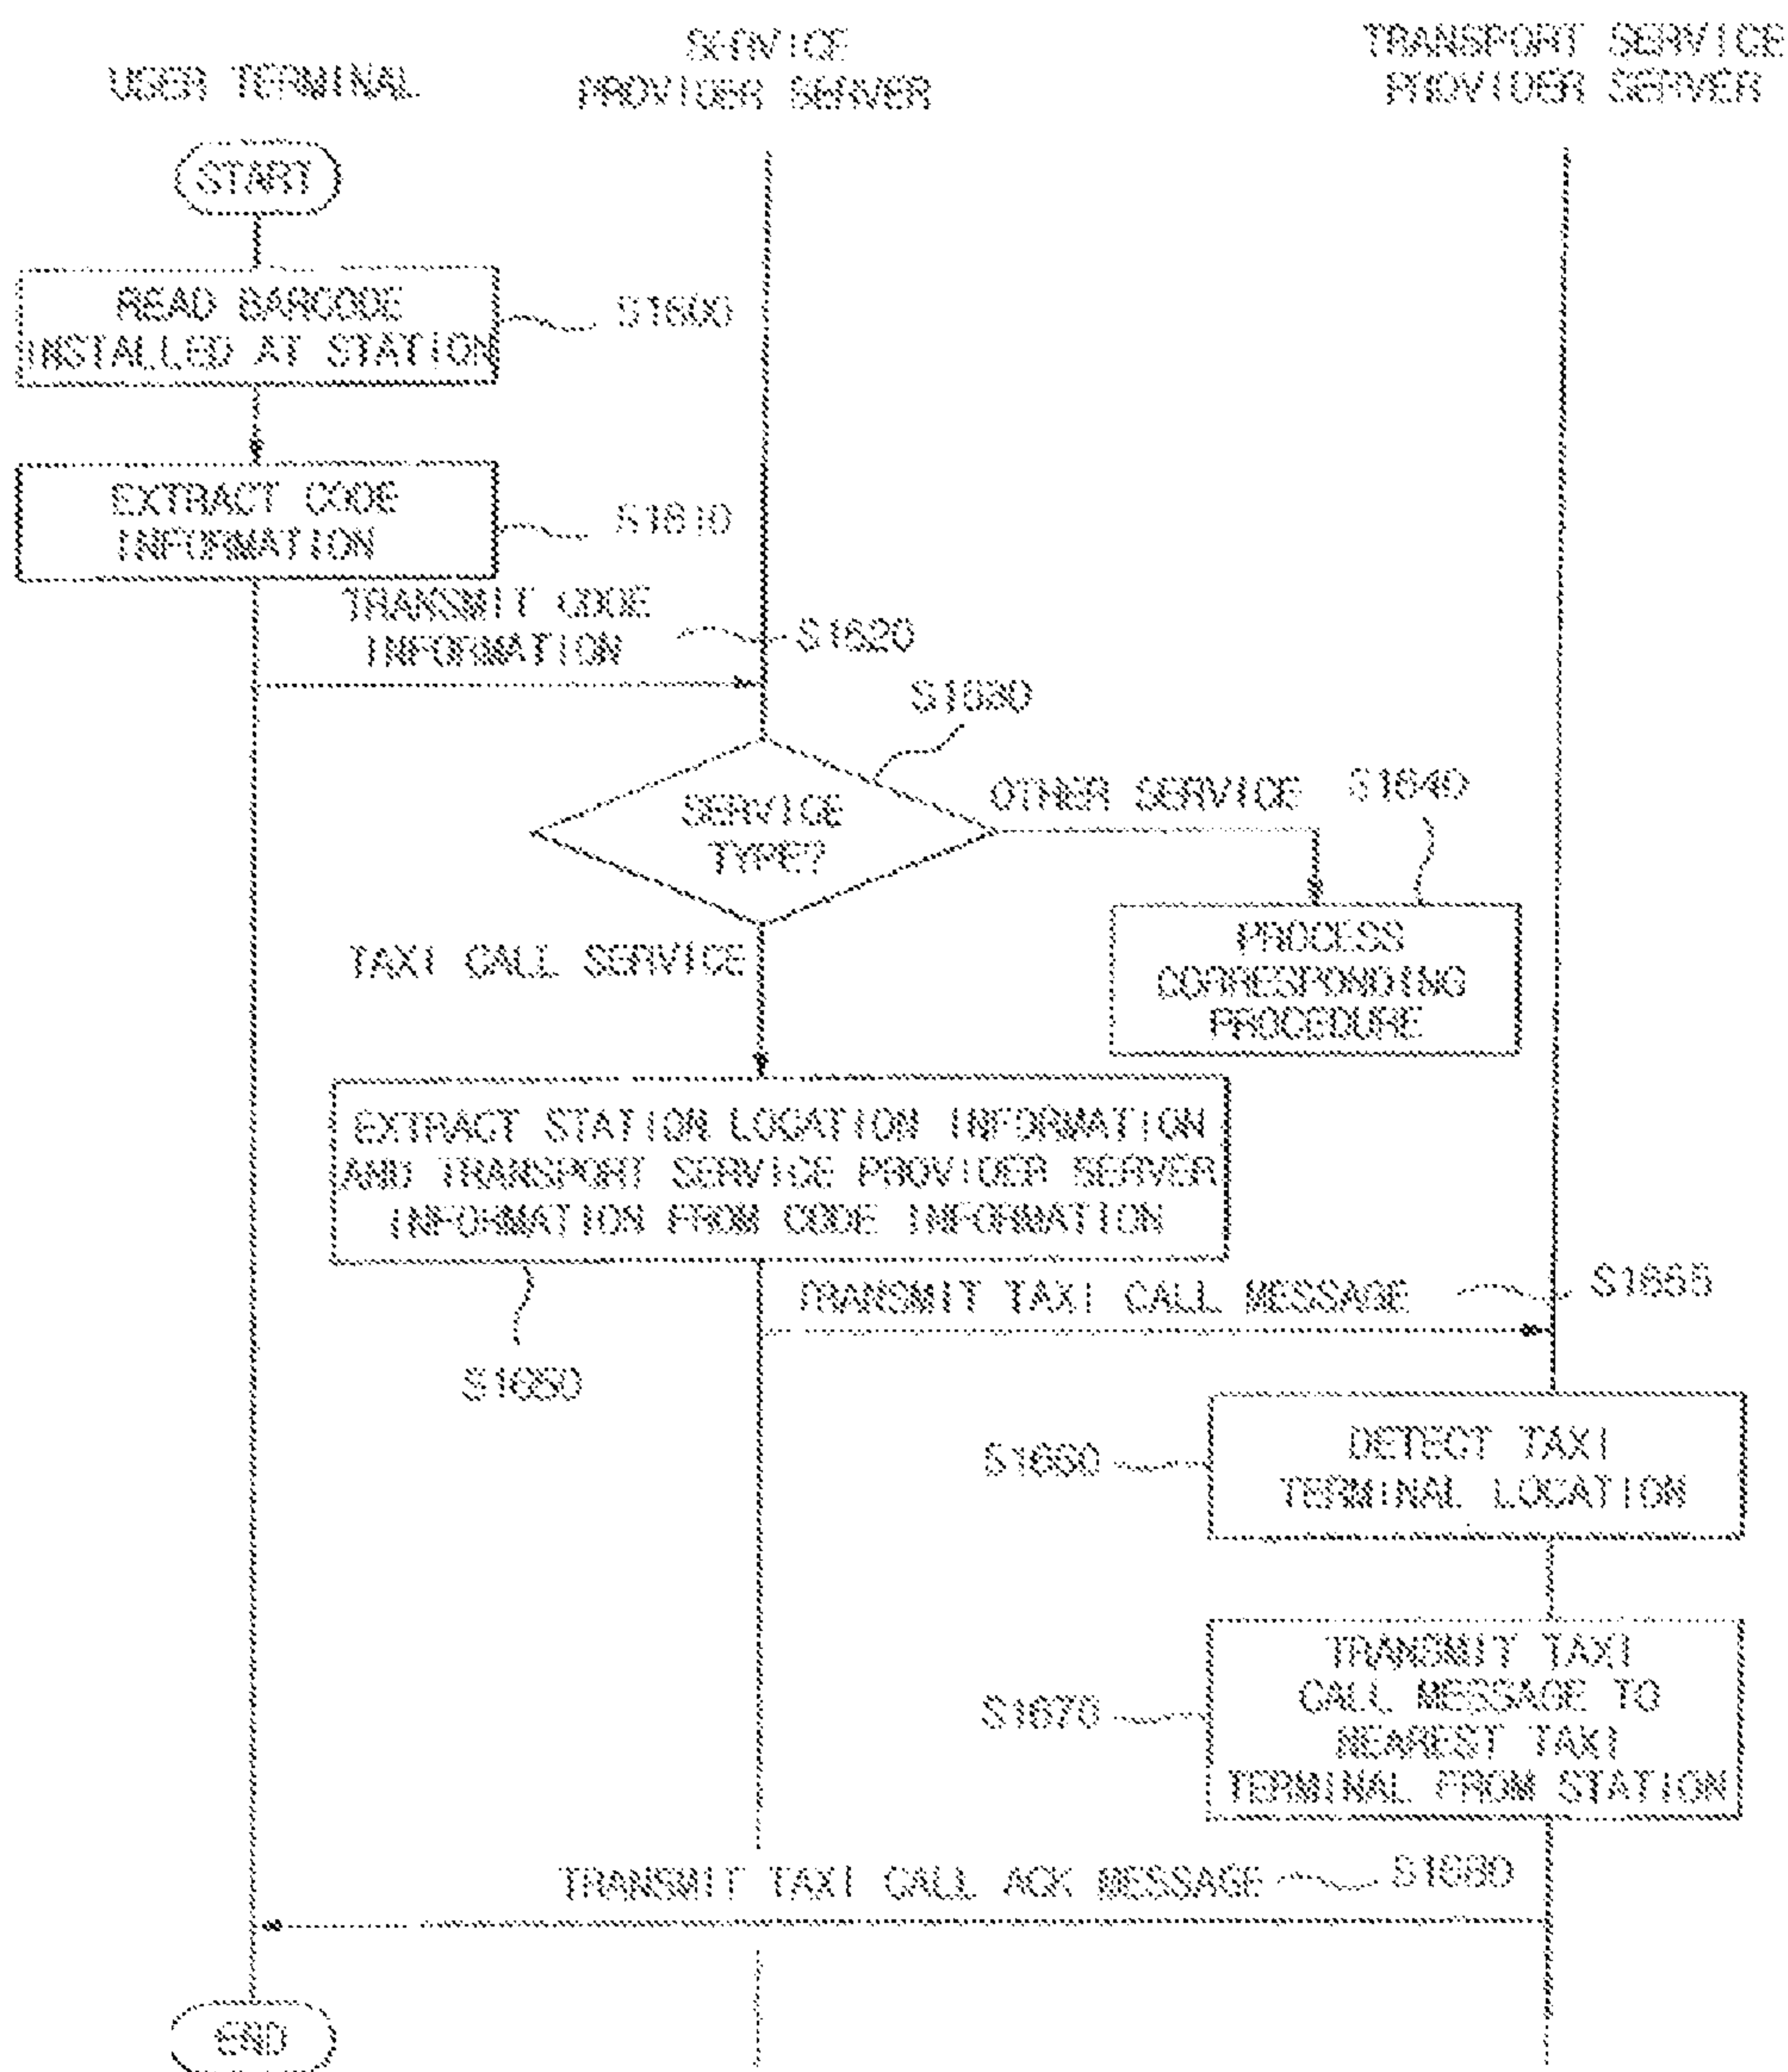 USER TERMINAL
SERVICE
PROVIDER SERVER
TRANSPORT SERVICE
PROVIDER SERVER
START
READ BARCODE
INSTALLED AT STATION
S1600
EXTRACT CODE
INFORMATION
S1610
TRANSMIT CODE
INFORMATION
S1620
S1630
SERVICE
TYPE?
OTHER SERVICE
S1640
PROCESS
CORRESPONDING
PROCEDURE
TAXI CALL SERVICE
EXTRACT STATION LOCATION INFORMATION
AND TRANSPORT SERVICE PROVIDER SERVER
INFORMATION FROM CODE INFORMATION
S1650
TRANSMIT TAXI CALL MESSAGE
S1665
DETECT TAXI
TERMINAL LOCATION
S1660
TRANSMIT TAXI
CALL MESSAGE TO
NEAREST TAXI
TERMINAL FROM STATION
S1670
TRANSMIT TAXI CALL ACK MESSAGE
S1680
END